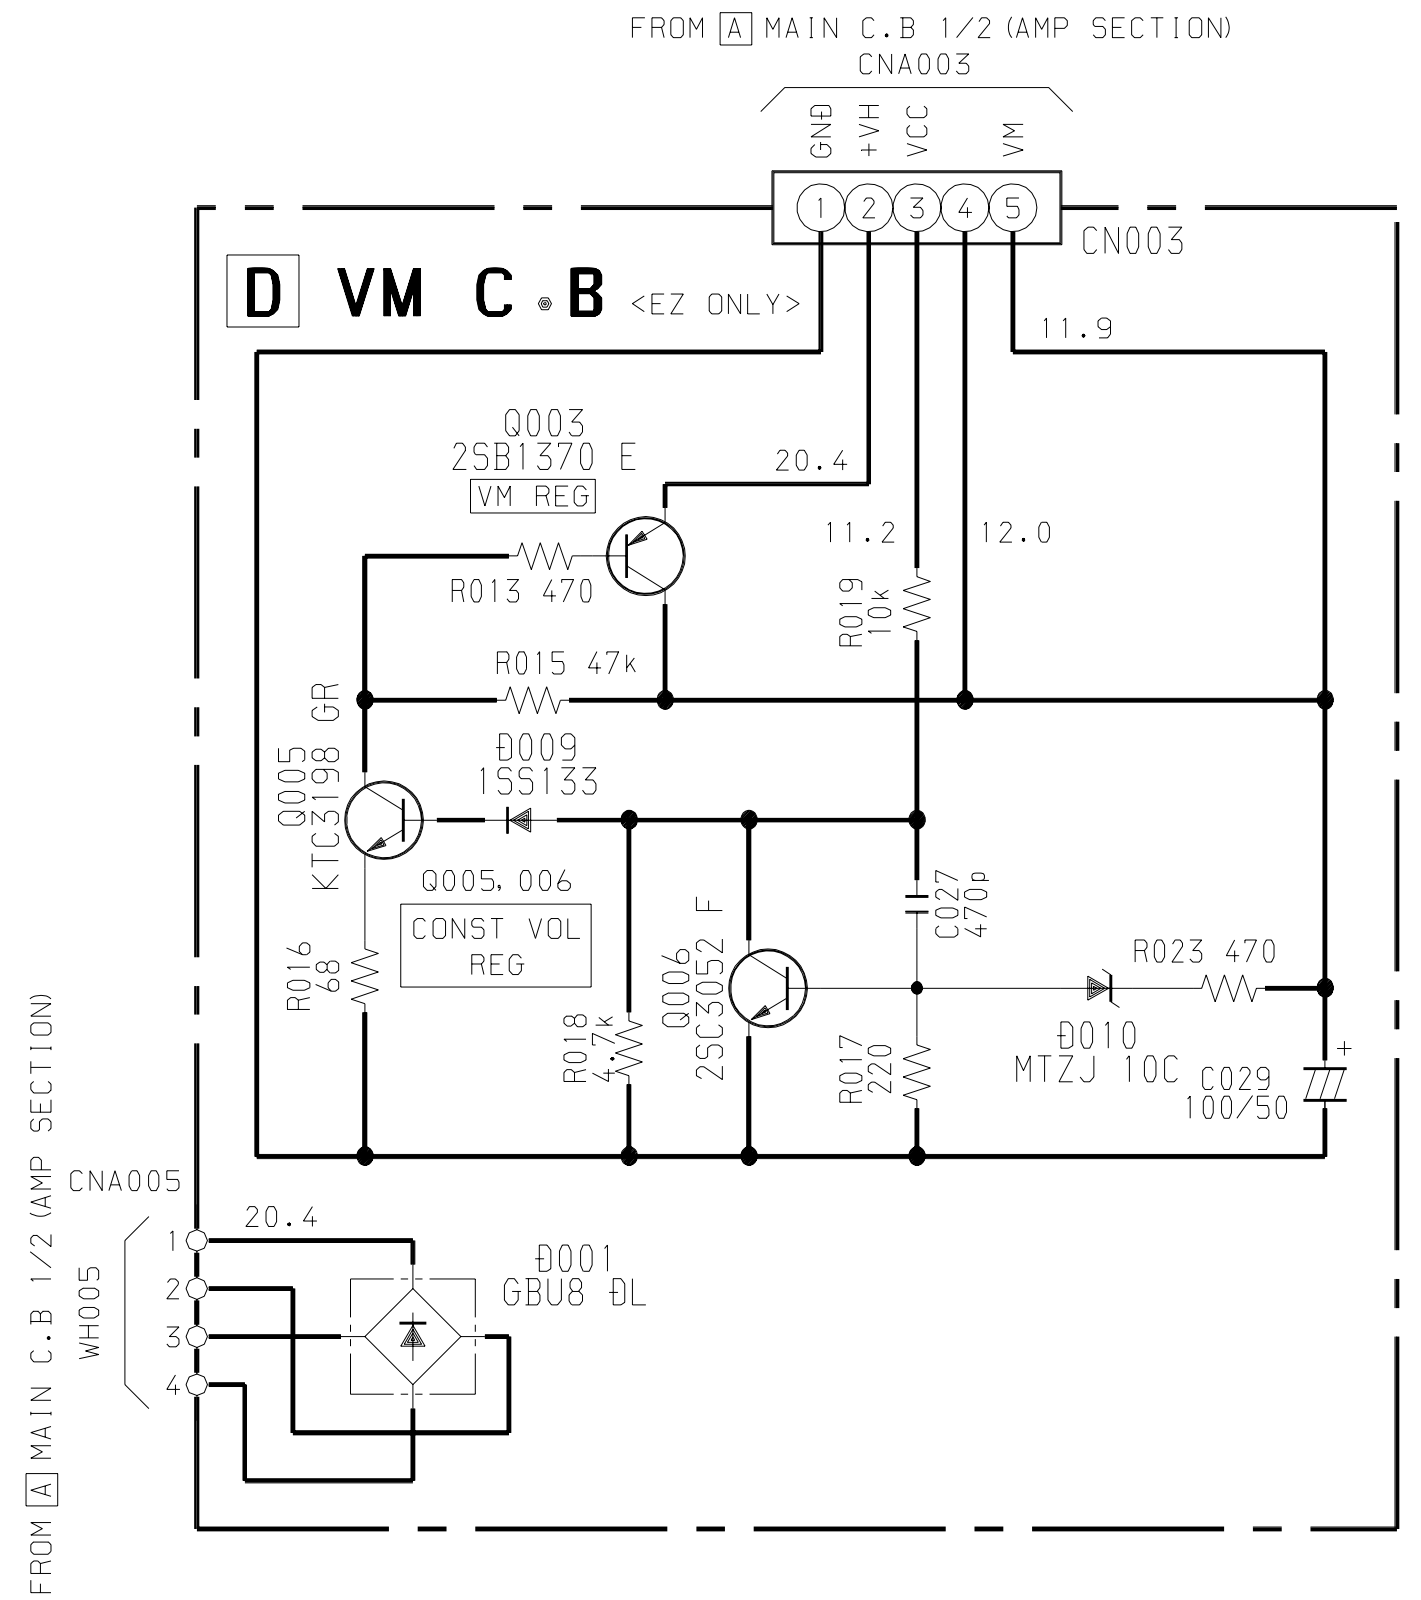 FROM A MAIN C.B 1/2 (AMP SECTION)
CNA003
GND
+VH
VCC
VM
1 2 3 4 5
CN003
D VM C.B <EZ ONLY>
11.9
Q003
2SB1370 E
VM REG
20.4
11.2
12.0
R013 470
R019
10k
R015 47k
Q005
KTC3198 GR
D009
1SS133
Q005, 006
CONST VOL
REG
C027
470p
R016
68
Q006
2SC3052 F
R023 470
R018
4.7k
R017
220
D010
MTZJ 10C
C029
100/50
+
FROM A MAIN C.B 1/2 (AMP SECTION)
CNA005
WH005
1
2
3
4
20.4
D001
GBU8 DL